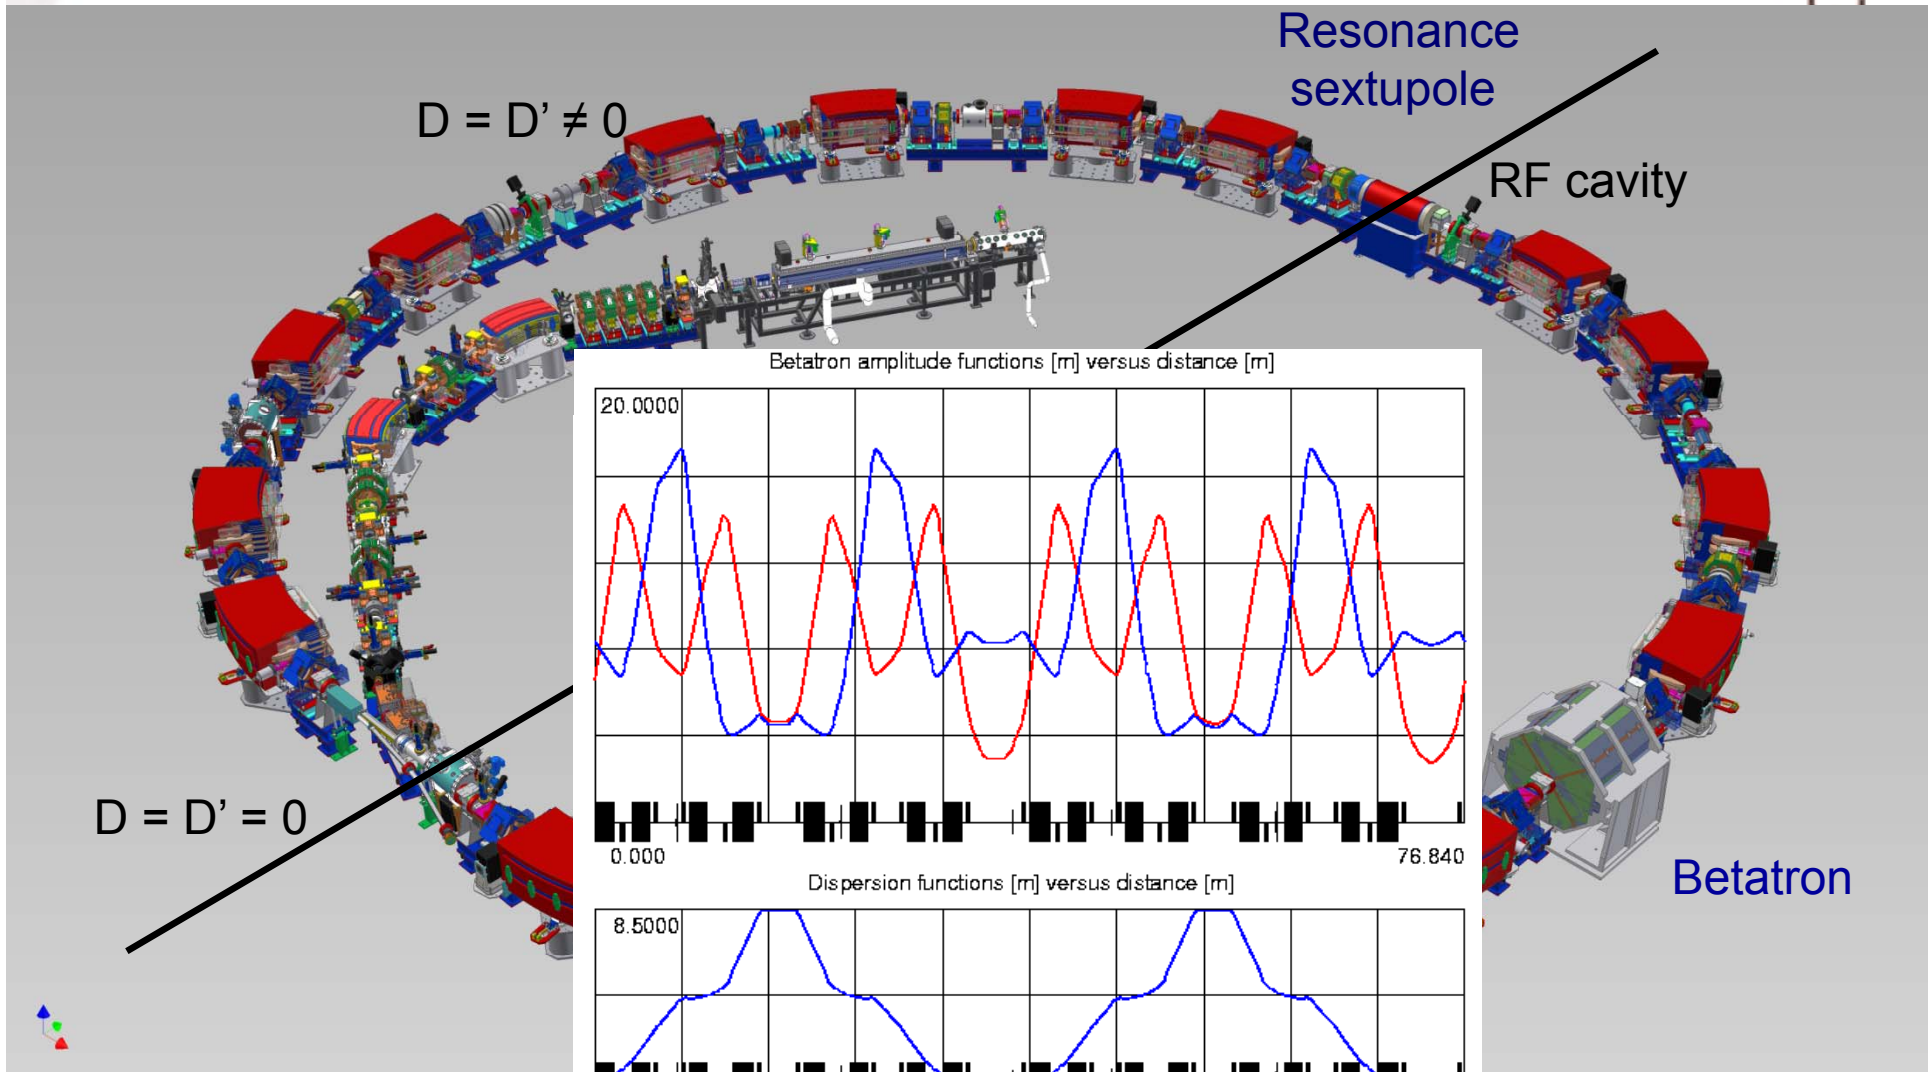 Resonance
sextupole
D = D’ ≠ 0
RF cavity
Betatron amplitude functions [m] versus distance [m]
20.0000
D = D’ = 0
0.000
76.840
Betatron
Dispersion functions [m] versus distance [m]
8.5000